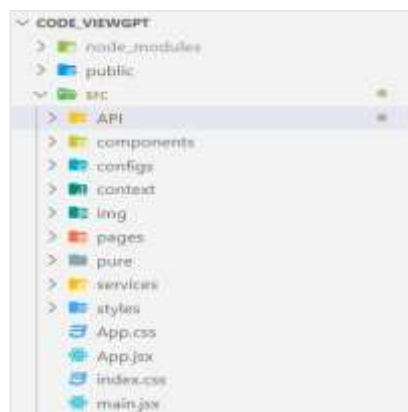 CODE_VIEWGPT
node_modules
public
src
API
components
configs
context
img
pages
pure
services
styles
App.css
App.jsx
index.css
main.jsx